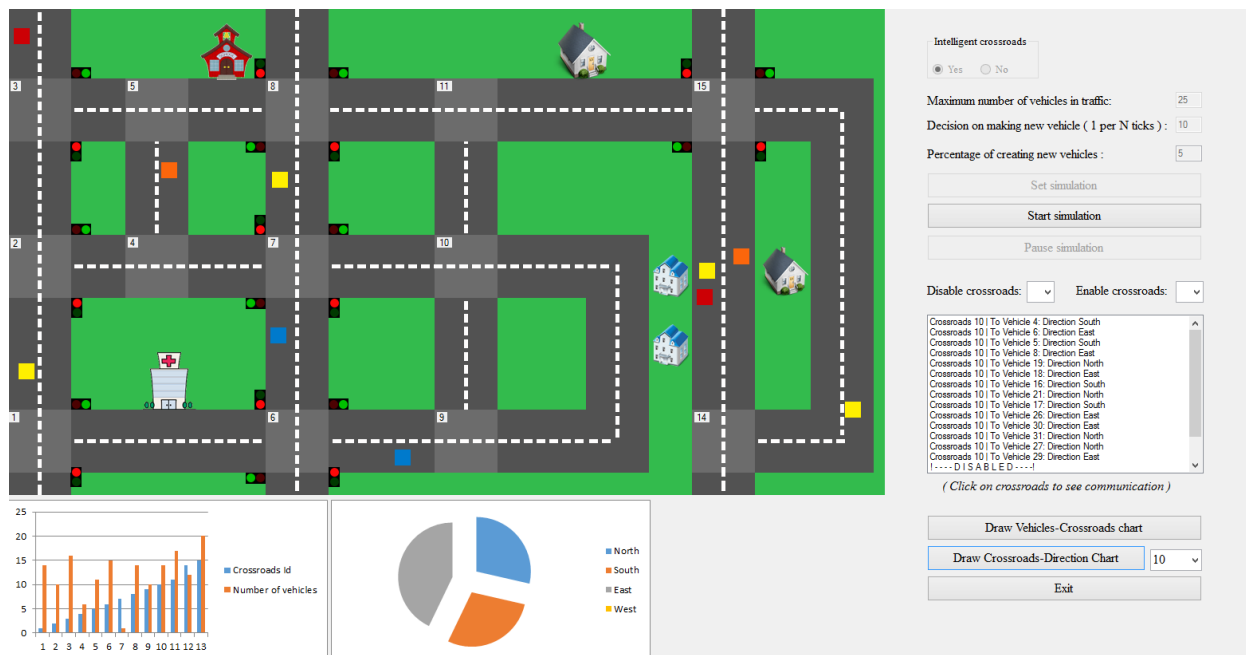 3
5
8
11
15
2
4
7
10
1
6
9
14
Intelligent crossroads
Yes No
Maximum number of vehicles in traffic: 25
Decision on making new vehicle ( 1 per N ticks ) : 10
Percentage of creating new vehicles : 5
Set simulation
Start simulation
Pause simulation
Disable crossroads: Enable crossroads:
Crossroads 10 | To Vehicle 4: Direction South
Crossroads 10 | To Vehicle 6: Direction East
Crossroads 10 | To Vehicle 5: Direction South
Crossroads 10 | To Vehicle 8: Direction East
Crossroads 10 | To Vehicle 19: Direction North
Crossroads 10 | To Vehicle 18: Direction East
Crossroads 10 | To Vehicle 16: Direction South
Crossroads 10 | To Vehicle 21: Direction North
Crossroads 10 | To Vehicle 17: Direction South
Crossroads 10 | To Vehicle 26: Direction East
Crossroads 10 | To Vehicle 30: Direction East
Crossroads 10 | To Vehicle 31: Direction North
Crossroads 10 | To Vehicle 27: Direction North
Crossroads 10 | To Vehicle 29: Direction East
!----DISABLED----!
( Click on crossroads to see communication )
Draw Vehicles-Crossroads chart
Draw Crossroads-Direction Chart 10
Exit
25
20
15
10
5
0
1 2 3 4 5 6 7 8 9 10 11 12 13
Crossroads Id
Number of vehicles
North
South
East
West